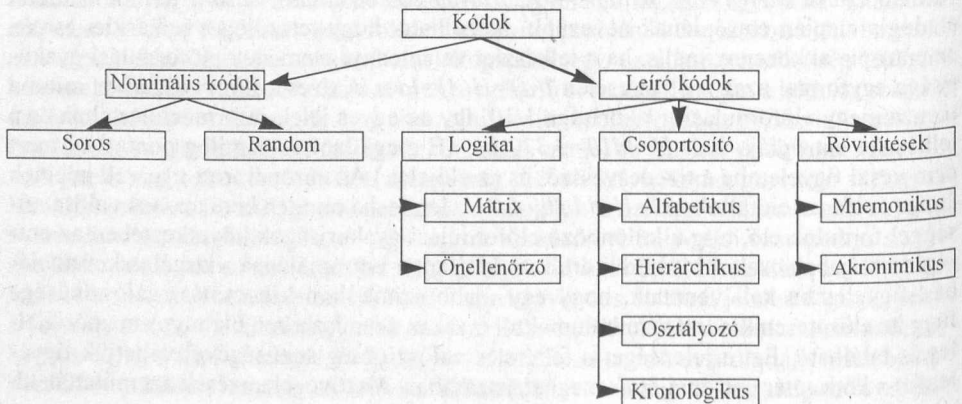 Kódok
Nominális kódok
Leíró kódok
Soros
Random
Logikai
Csoportosító
Rövidítések
Mátrix
Alfabetikus
Mnemonikus
Önellenőrző
Hierarchikus
Akronimikus
Osztályozó
Kronologikus